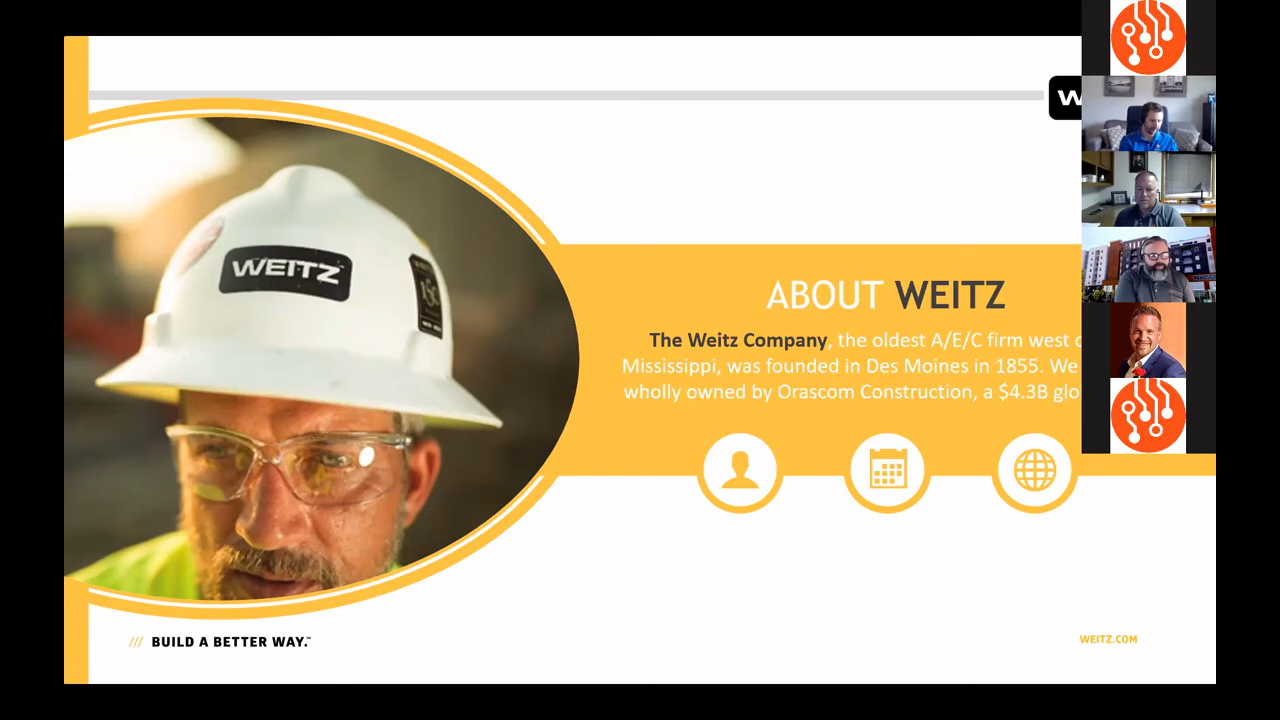 W
WEITZ
ABOUT WEITZ
The Weitz Company, the oldest A/E/C firm west
Mississippi, was founded in Des Moines in 1855. We
wholly owned by Orascom Construction, a $4.3B
/// BUILD A BETTER WAY.™
WEITZ.COM